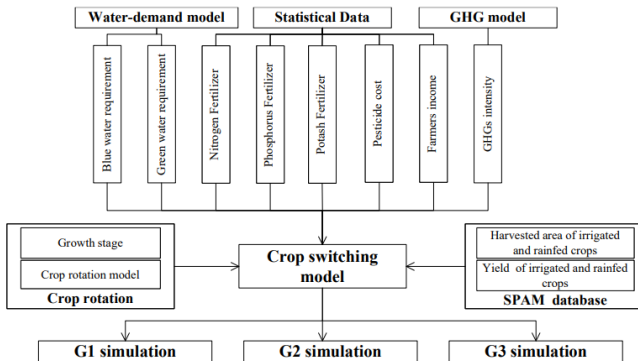 Water-demand model
Statistical Data
GHG model
Blue water requirement
Green water requirement
Nitrogen Fertilizer
Phosphorus Fertilizer
Potash Fertilizer
Pesticide cost
Farmers income
GHGs intensity
Growth stage
Crop rotation model
Crop rotation
Crop switching
model
Harvested area of irrigated
and rainfed crops
Yield of irrigated and rainfed
crops
SPAM database
G1 simulation
G2 simulation
G3 simulation